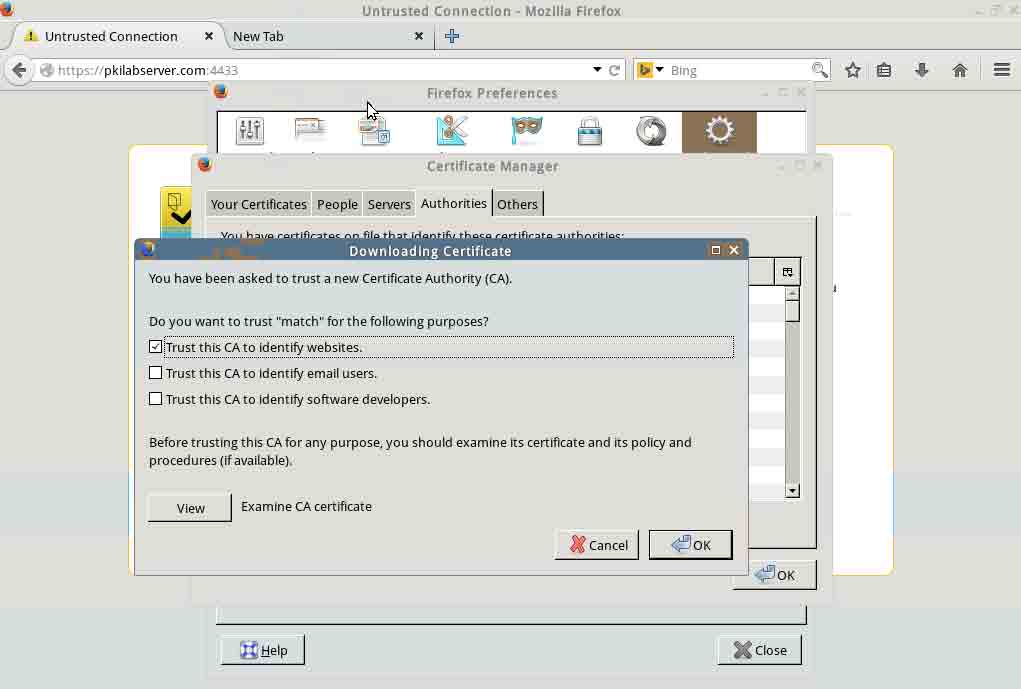 Untrusted Connection - Mozilla Firefox
Untrusted Connection
New Tab
https://pkilabserver.com:4433
Bing
Firefox Preferences
Certificate Manager
Your Certificates People Servers Authorities Others
You have certificates on file that identify these certificate authorities:
Downloading Certificate
You have been asked to trust a new Certificate Authority (CA).
Do you want to trust "match" for the following purposes?
Trust this CA to identify websites.
Trust this CA to identify email users.
Trust this CA to identify software developers.
Before trusting this CA for any purpose, you should examine its certificate and its policy and
procedures (if available).
View Examine CA certificate
Cancel OK
OK
Help Close